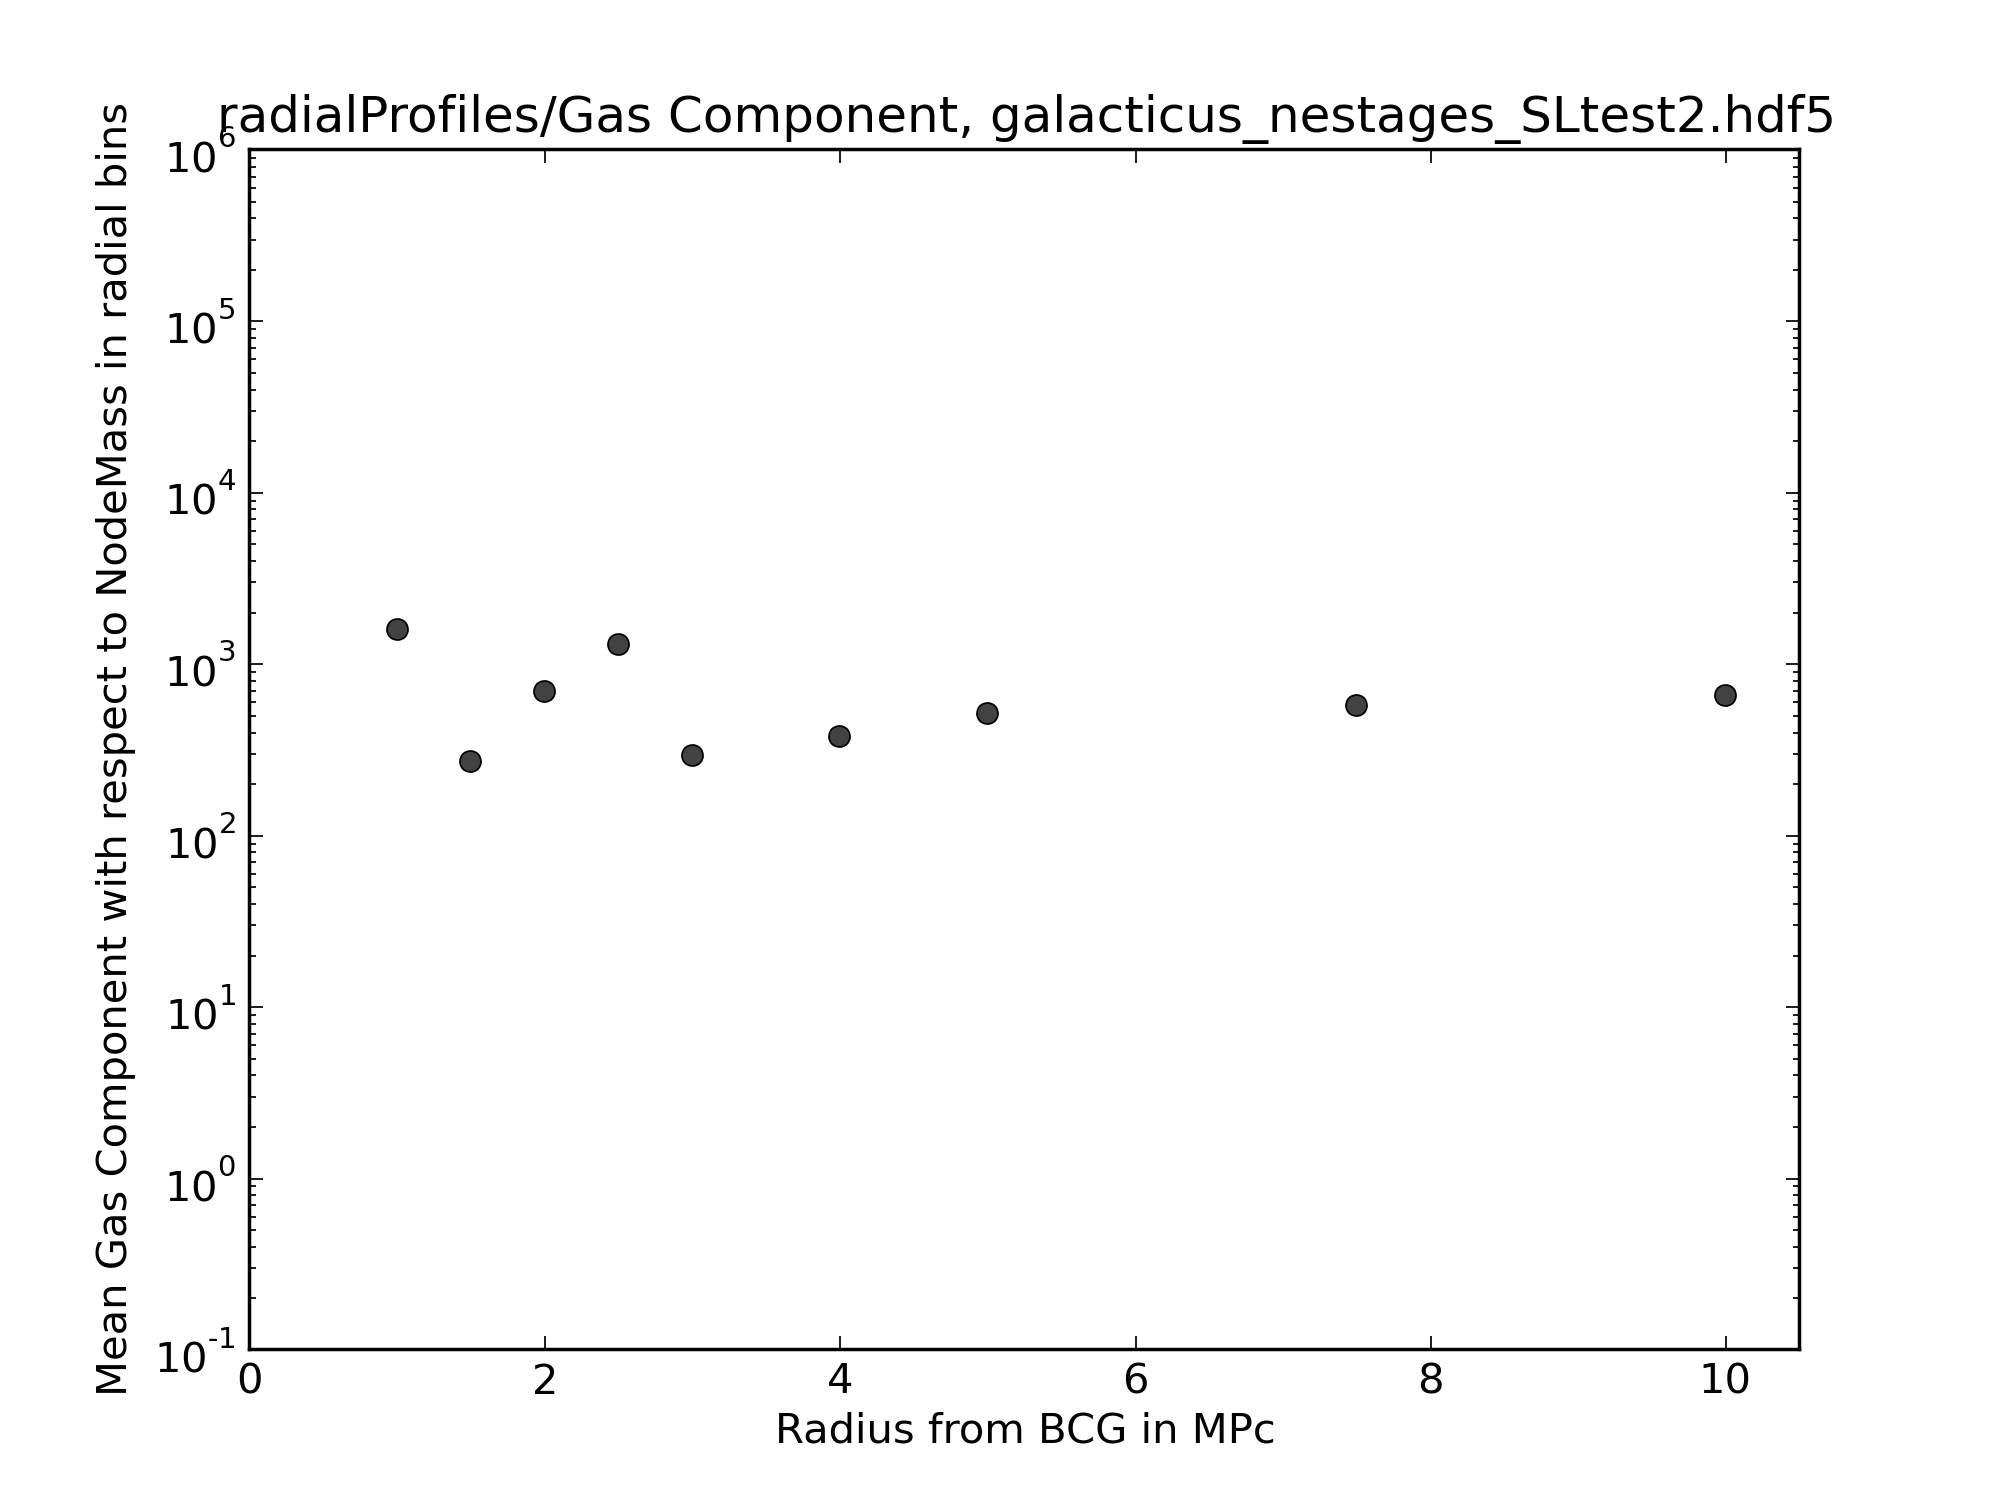 radialProfiles/Gas Component, galacticus_nestages_SLtest2.hdf5
Mean Gas Component with respect to NodeMass in radial bins
10^6
10^5
10^4
10^3
10^2
10^1
10^0
10^-1
0 2 4 6 8 10
Radius from BCG in MPc